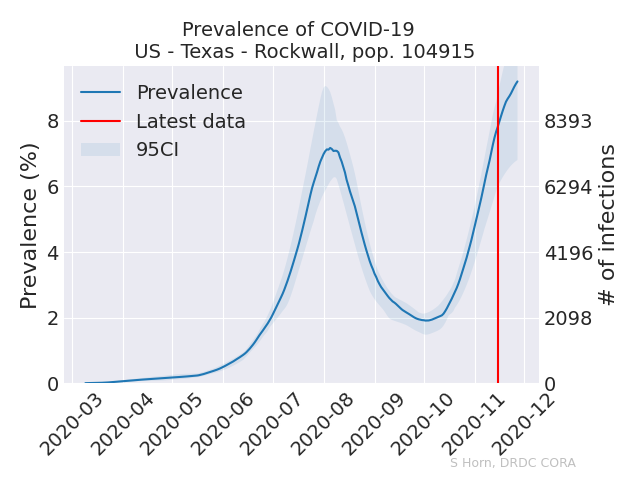 Prevalence of COVID-19
US - Texas - Rockwall, pop. 104915
Prevalence
Latest data
95CI
Prevalence (%)
8
6
4
2
0
8393
6294
4196
2098
0
# of infections
2020-03
2020-04
2020-05
2020-06
2020-07
2020-08
2020-09
2020-10
2020-11
2020-12
S Horn, DRDC CORA